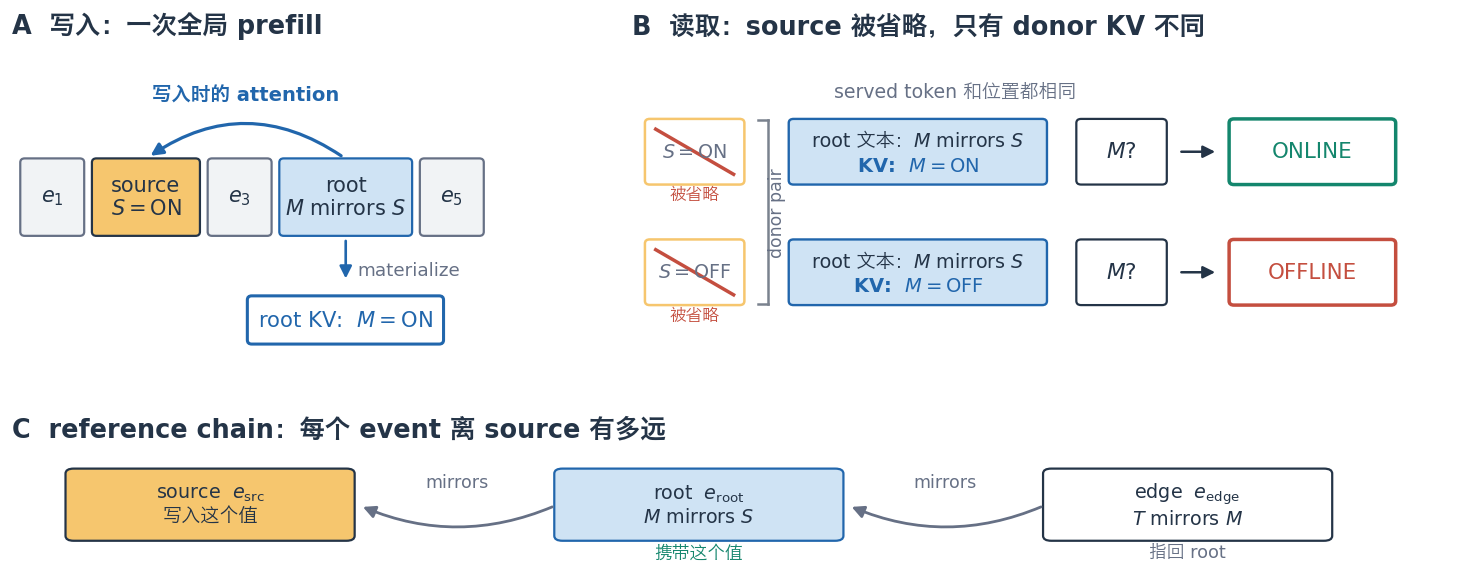 A 写入：一次全局 prefill
写入时的 attention
e1
source
S = ON
e3
root
M mirrors S
e5
materialize
root KV: M = ON
B 读取：source 被省略，只有 donor KV 不同
served token 和位置都相同
S = ON
被省略
donor pair
root 文本：M mirrors S
KV: M = ON
M?
ONLINE
S = OFF
被省略
root 文本：M mirrors S
KV: M = OFF
M?
OFFLINE
C reference chain：每个 event 离 source 有多远
source e_src
写入这个值
mirrors
root e_root
M mirrors S
携带这个值
mirrors
edge e_edge
T mirrors M
指回 root